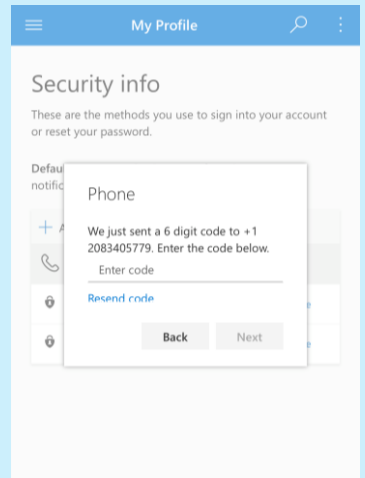 My Profile
Security info
These are the methods you use to sign into your account
or reset your password.
Defau
notific
Phone
We just sent a 6 digit code to +1
2083405779. Enter the code below.
Enter code
Resend code
Back Next